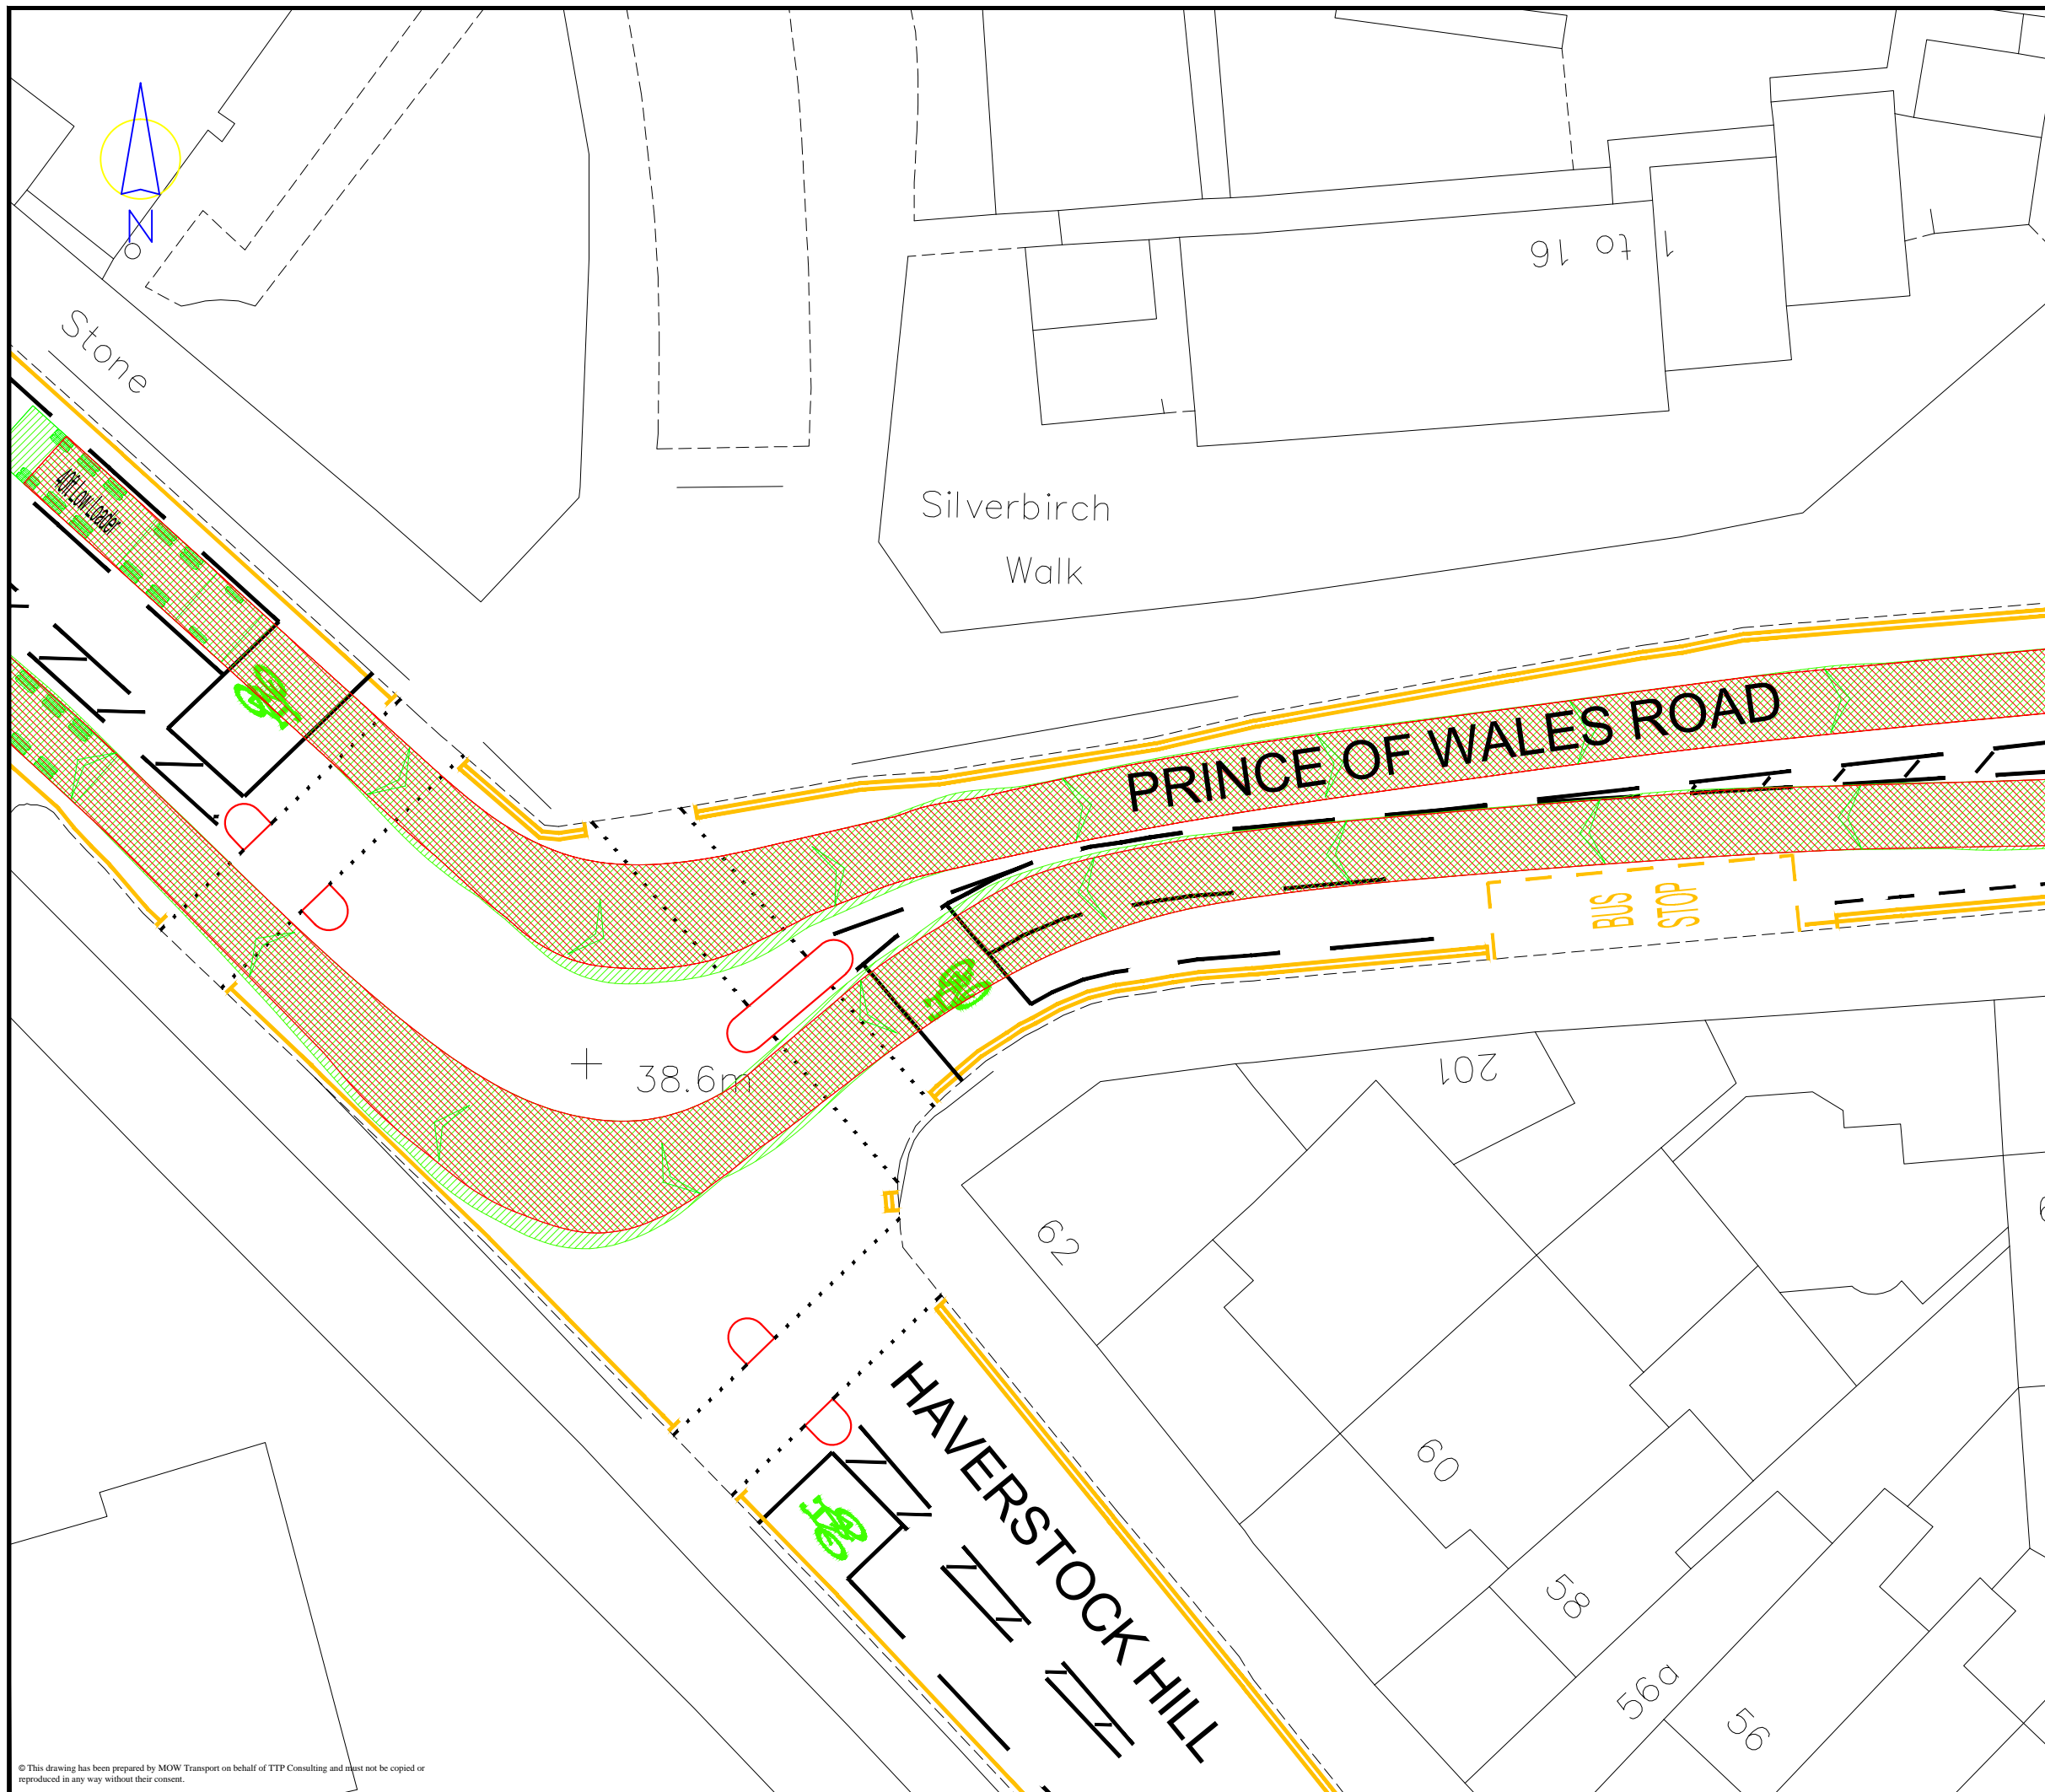 N
1 to 16
Stone
40ft Low Loader
Silverbirch
Walk
PRINCE OF WALES ROAD
BUS
STOP
38.6m
201
62
HAVERSTOCK HILL
60
58
56a
56
© This drawing has been prepared by MOW Transport on behalf of TTP Consulting and must not be copied or
reproduced in any way without their consent.